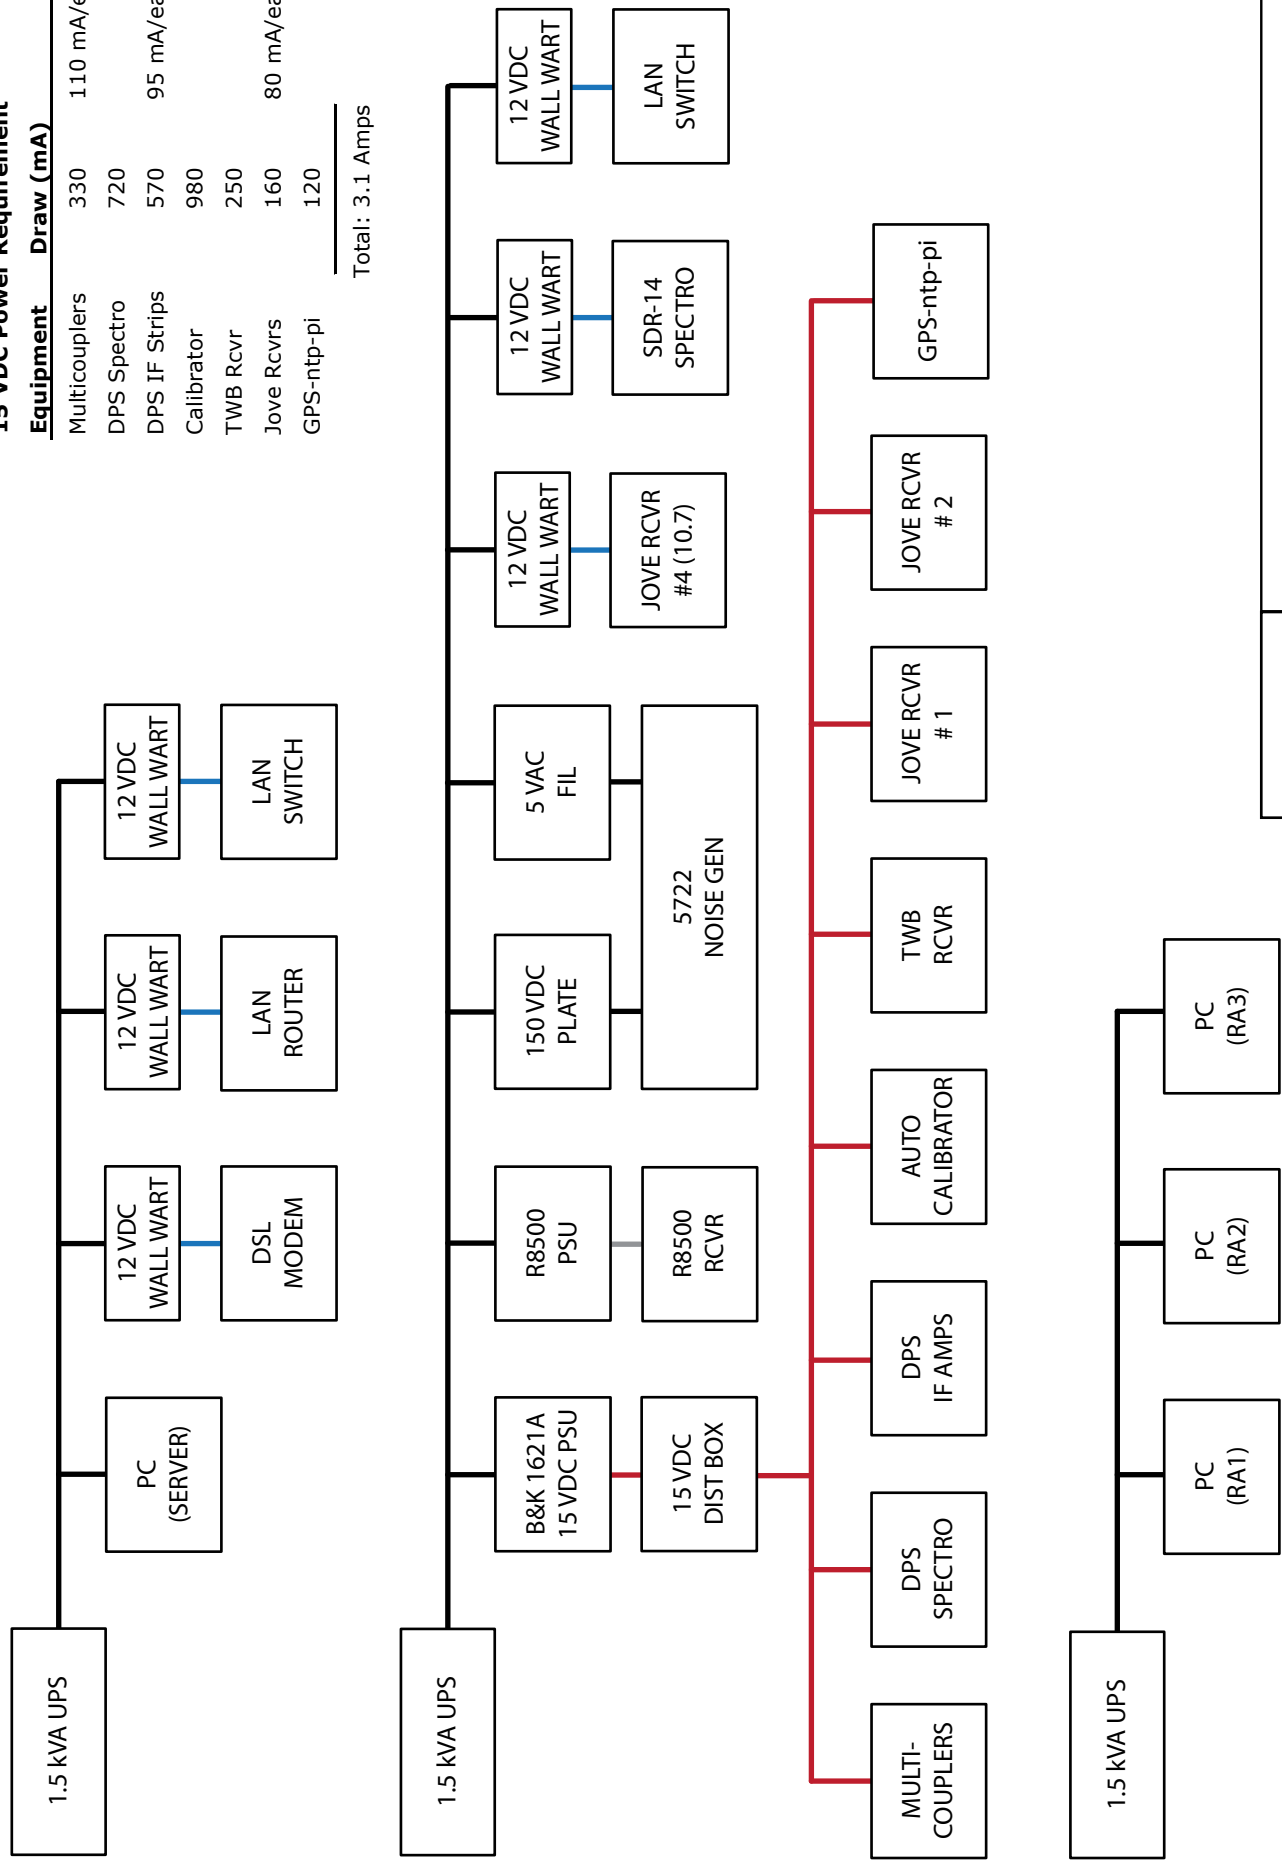 15 VDC Power Requirement
Equipment Draw (mA)
Multicouplers 330 110 mA/e
DPS Spectro 720
DPS IF Strips 570 95 mA/ea
Calibrator 980
TWB Rcvr 250
Jove Rcvrs 160 80 mA/ea
GPS-ntp-pi 120
Total: 3.1 Amps
1.5 kVA UPS
PC
(SERVER)
12 VDC
WALL WART
DSL
MODEM
12 VDC
WALL WART
LAN
ROUTER
12 VDC
WALL WART
LAN
SWITCH
1.5 kVA UPS
B&K 1621A
15 VDC PSU
15 VDC
DIST BOX
R8500
PSU
R8500
RCVR
150 VDC
PLATE
5 VAC
FIL
5722
NOISE GEN
12 VDC
WALL WART
JOVE RCVR
#4 (10.7)
12 VDC
WALL WART
SDR-14
SPECTRO
12 VDC
WALL WART
LAN
SWITCH
MULTI-
COUPLERS
DPS
SPECTRO
DPS
IF AMPS
AUTO
CALIBRATOR
TWB
RCVR
JOVE RCVR
# 1
JOVE RCVR
# 2
GPS-ntp-pi
1.5 kVA UPS
PC
(RA1)
PC
(RA2)
PC
(RA3)